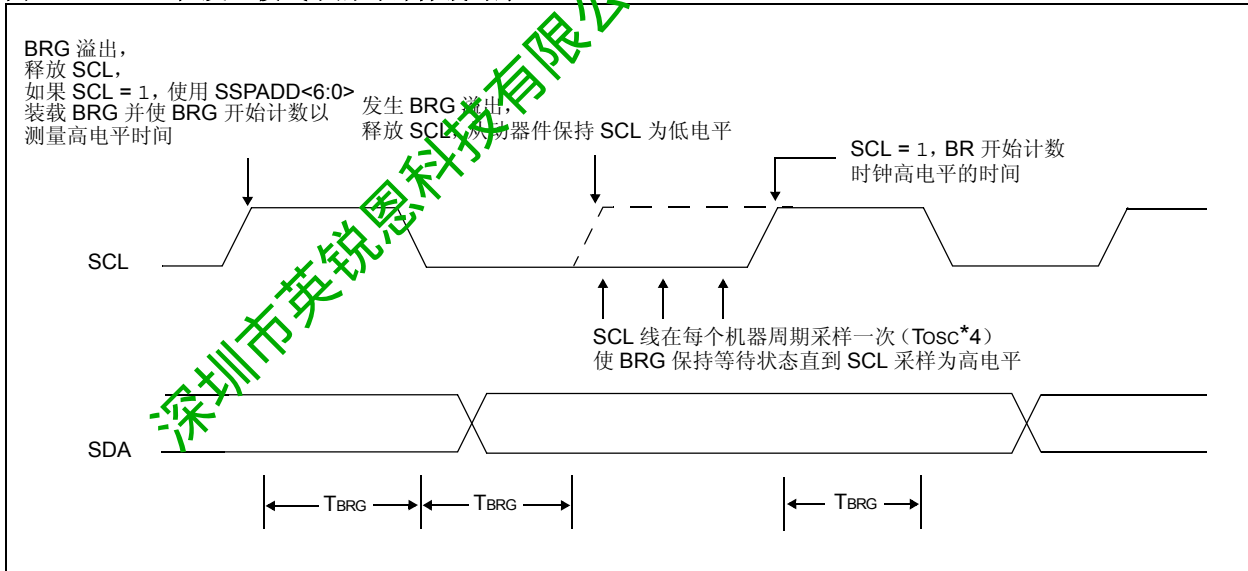 BRG 溢出,
释放 SCL,
如果 SCL = 1, 使用 SSPADD<6:0>
装载 BRG 并使 BRG 开始计数以
测量高电平时间
发生 BRG 溢出,
释放 SCL, 从动器件保持 SCL 为低电平
SCL = 1, BR 开始计数
时钟高电平的时间
SCL
SCL 线在每个机器周期采样一次（Tosc*4）
使 BRG 保持等待状态直到 SCL 采样为高电平
SDA
TBRG
TBRG
TBRG
深圳市英锐恩科技有限公